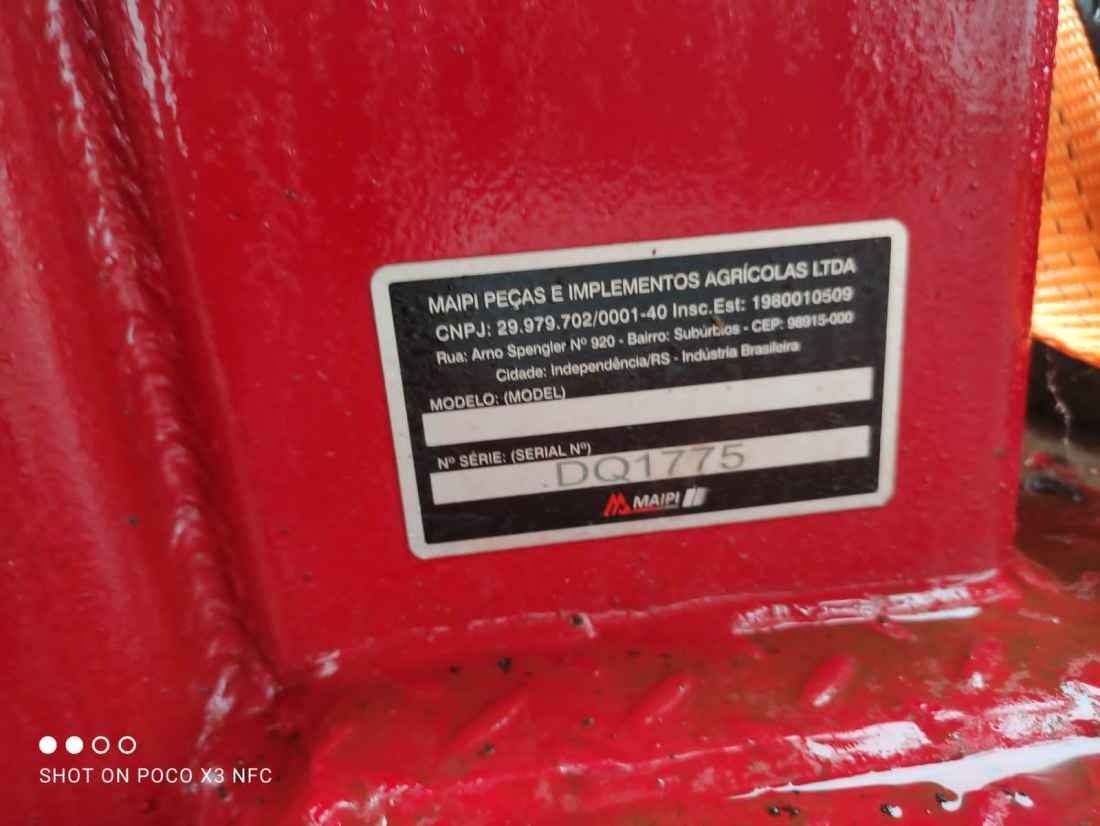 MAIPI PEÇAS E IMPLEMENTOS AGRÍCOLAS LTDA
CNPJ: 29.979.702/0001-40 Insc.Est: 1980010509
Rua: Arno Spengler Nº 920 - Bairro: Subúrbios - CEP: 98915-000
Cidade: Independência/RS - Indústria Brasileira
MODELO: (MODEL)
Nº SÉRIE: (SERIAL Nº)
DQ1775
MAIPI
SHOT ON POCO X3 NFC